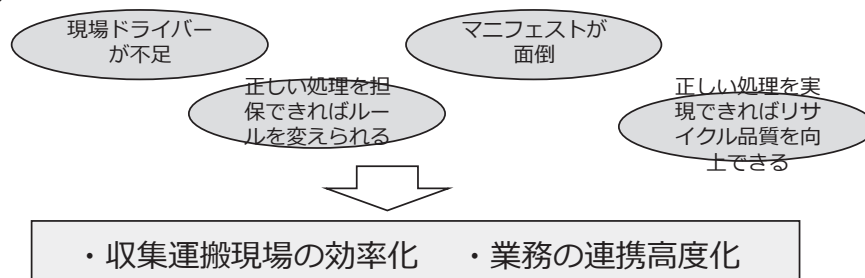 現場ドライバー
が不足
マニフェストが
面倒
正しい処理を担
保できればルー
ルを変えられる
正しい処理を実
現できればリサ
イクル品質を向
上できる
・収集運搬現場の効率化　・業務の連携高度化